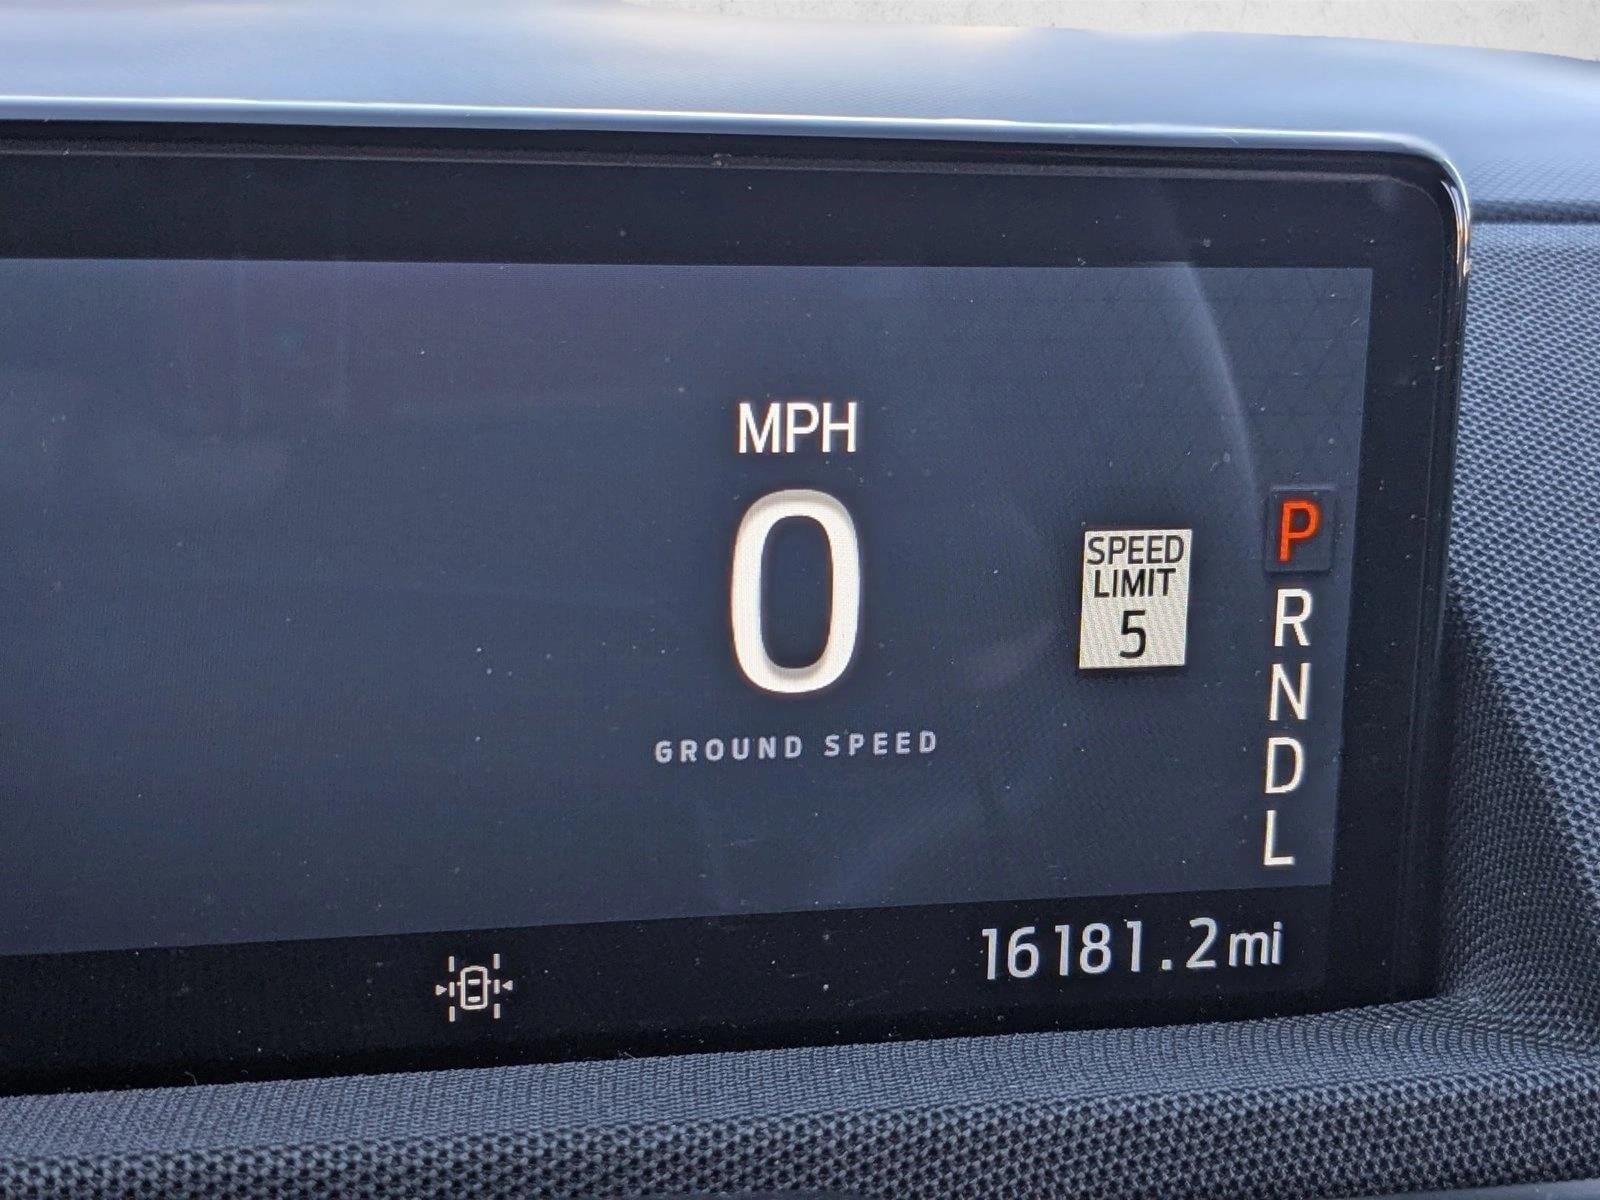 MPH
0
GROUND SPEED
SPEED
LIMIT
5
P
R
N
D
L
16181.2mi